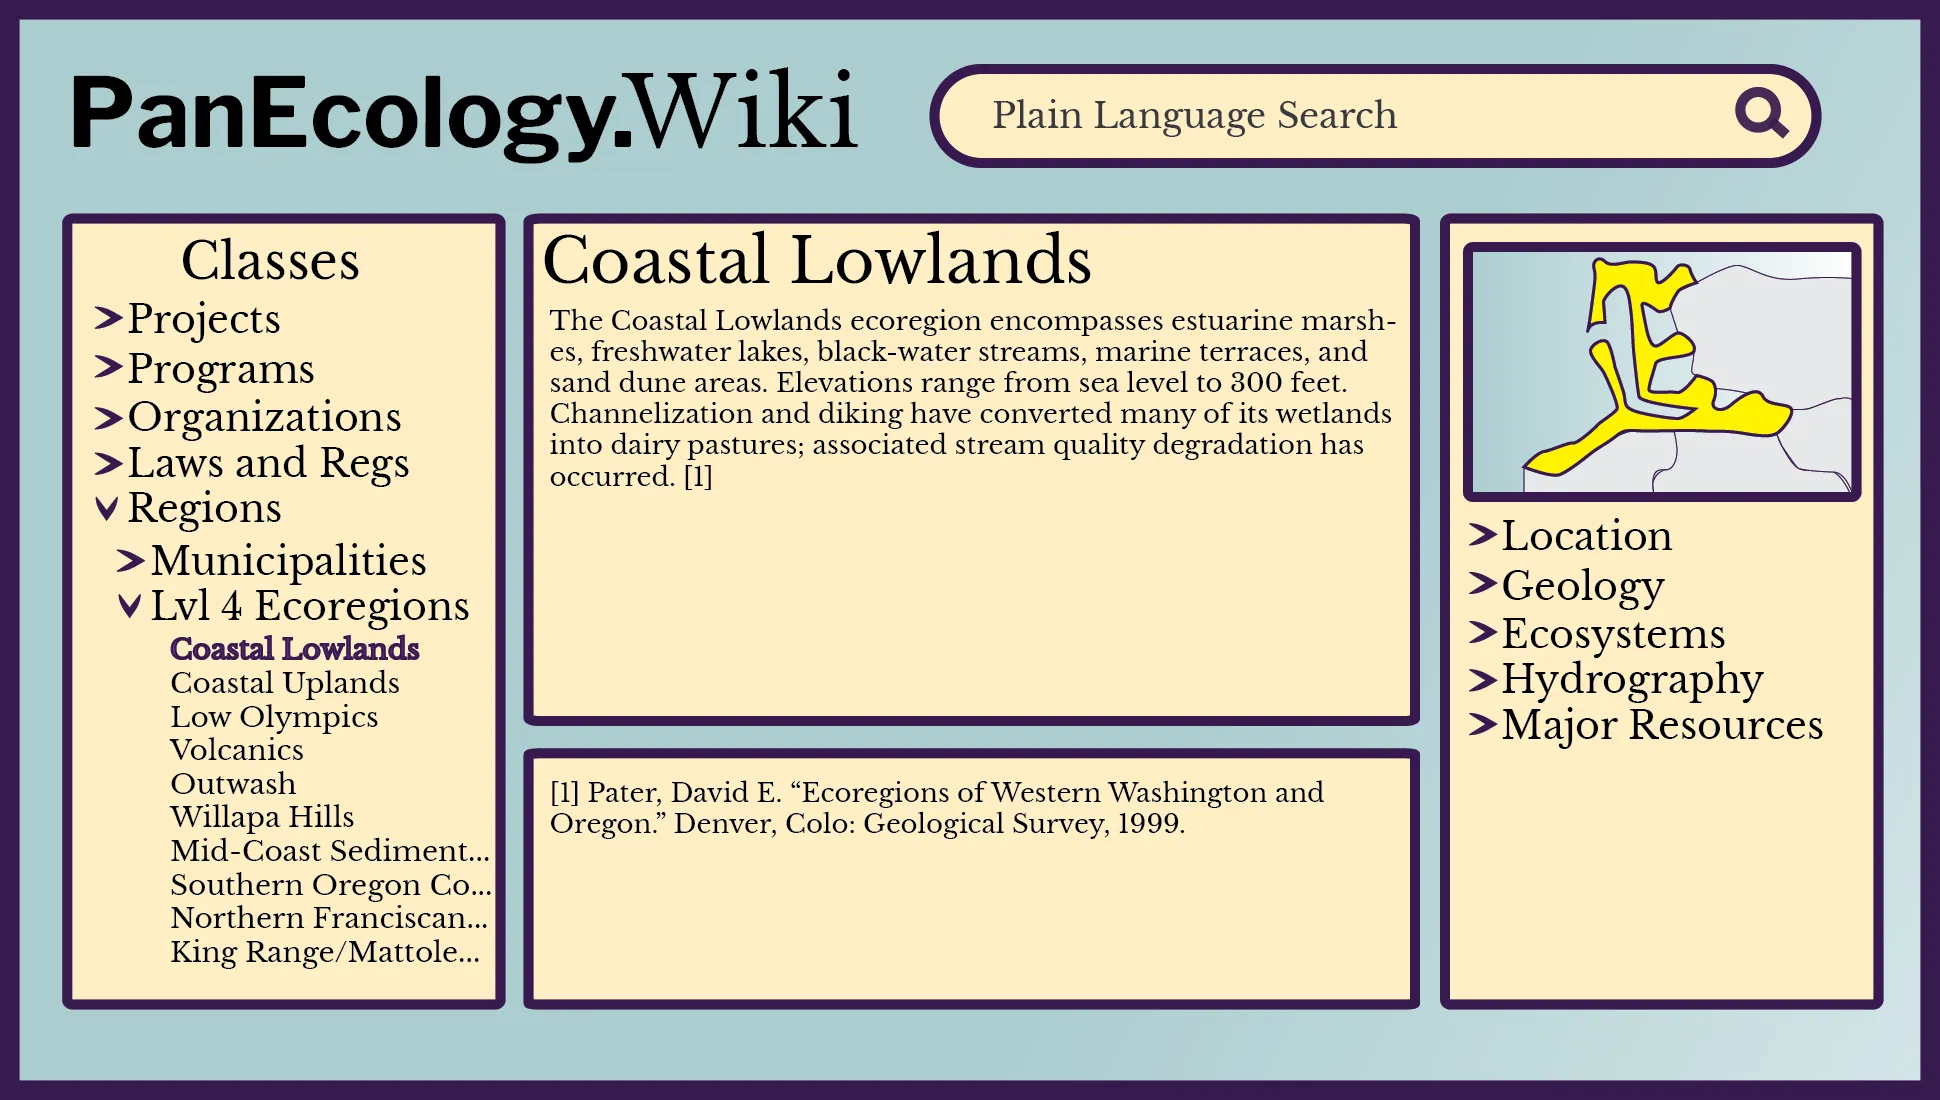 PanEcology.Wiki
Plain Language Search
Classes
Projects
Programs
Organizations
Laws and Regs
Regions
Municipalities
Lvl 4 Ecoregions
Coastal Lowlands
Coastal Uplands
Low Olympics
Volcanics
Outwash
Willapa Hills
Mid-Coast Sediment...
Southern Oregon Co...
Northern Franciscan...
King Range/Mattole...
Coastal Lowlands
The Coastal Lowlands ecoregion encompasses estuarine marsh-
es, freshwater lakes, black-water streams, marine terraces, and
sand dune areas. Elevations range from sea level to 300 feet.
Channelization and diking have converted many of its wetlands
into dairy pastures; associated stream quality degradation has
occurred. [1]
[1] Pater, David E. “Ecoregions of Western Washington and
Oregon.” Denver, Colo: Geological Survey, 1999.
Location
Geology
Ecosystems
Hydrography
Major Resources